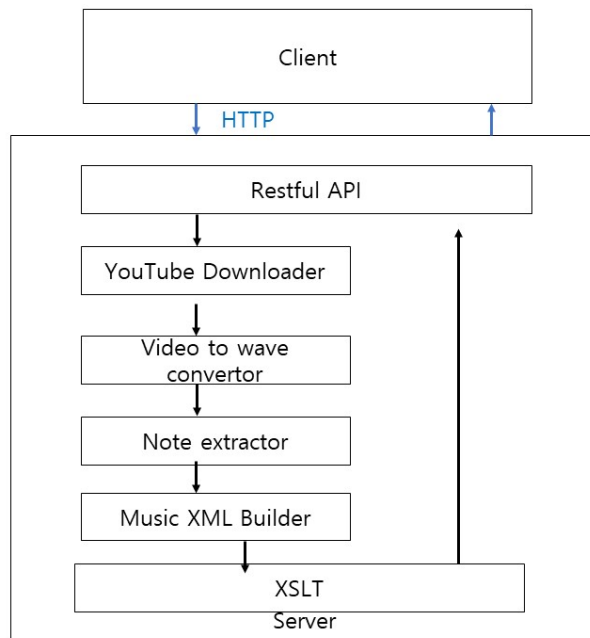 Client
HTTP
Restful API
YouTube Downloader
Video to wave
convertor
Note extractor
Music XML Builder
XSLT
Server